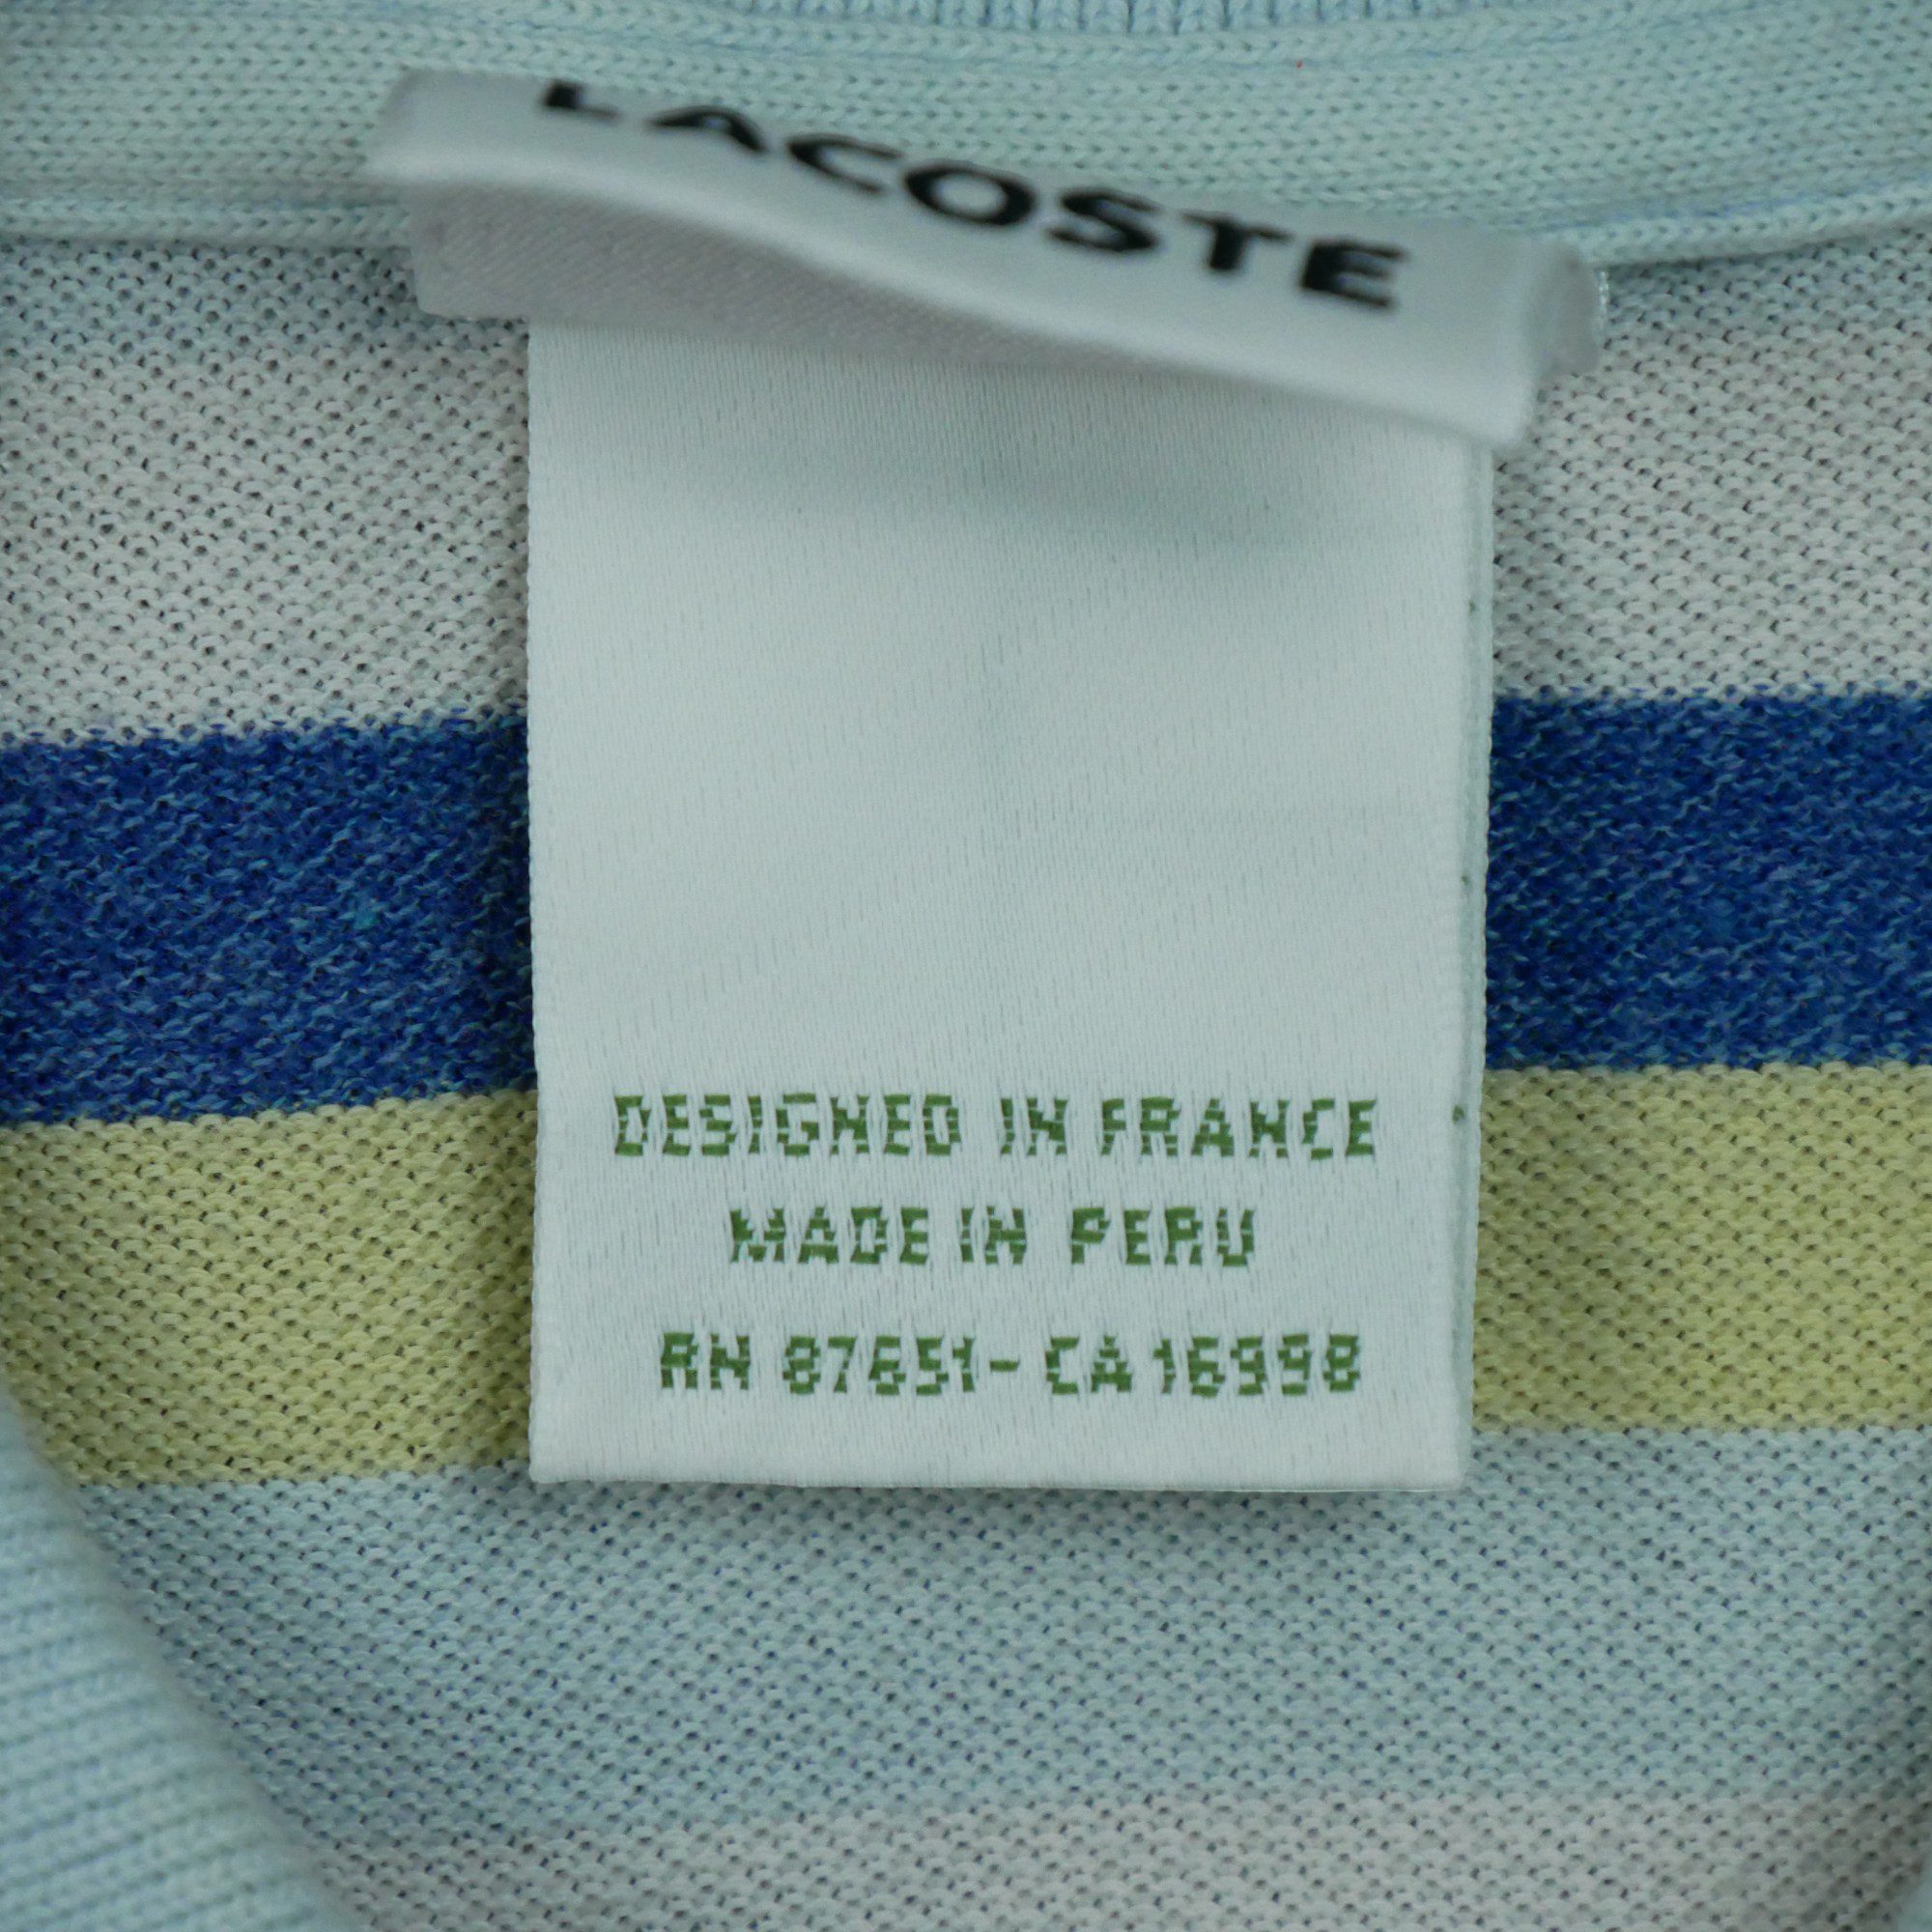 LACOSTE
DESIGNED IN FRANCE
MADE IN PERU
RN 87651-CA 16998